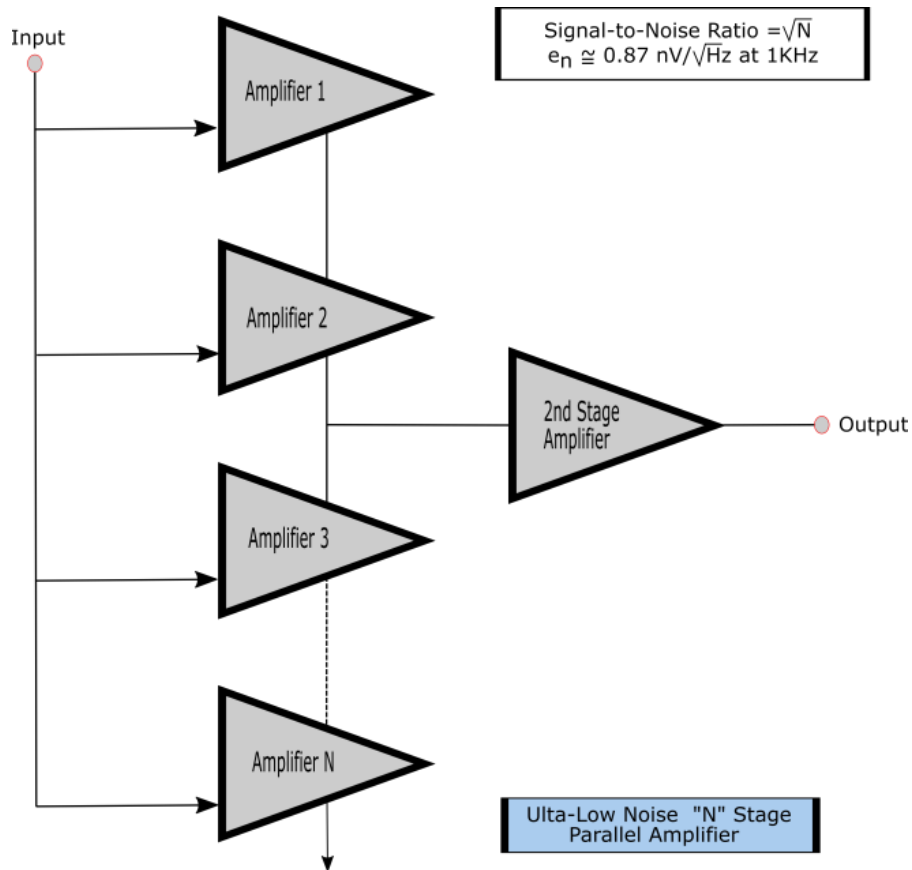 Input
Signal-to-Noise Ratio =√N
eₙ ≅ 0.87 nV/√Hz at 1KHz
Amplifier 1
Amplifier 2
2nd Stage
Amplifier
Output
Amplifier 3
Amplifier N
Ulta-Low Noise "N" Stage
Parallel Amplifier